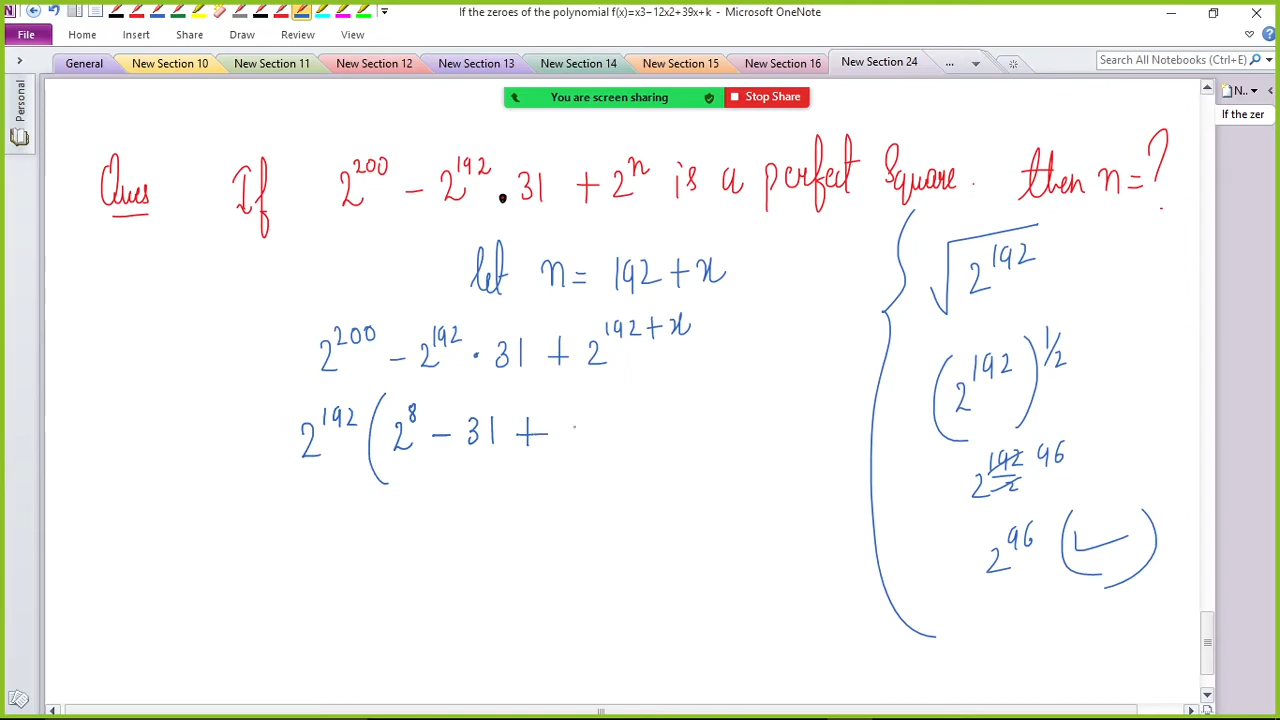 If the zeroes of the polynomial f(x)=x3−12x2+39x+k - Microsoft OneNote
File Home Insert Share Draw Review View
General New Section 10 New Section 11 New Section 12 New Section 13 New Section 14 New Section 15 New Section 16 New Section 24 ... Search All Notebooks (Ctrl+E)
Personal
N..
If the zer
You are screen sharing Stop Share
Ques If 2^200 − 2^192 . 31 + 2^n is a perfect Square. then n=?
let n = 192 + x
2^200 − 2^192 · 31 + 2^(192+x)
2^192 ( 2^8 − 31 +
√2^192
(2^192)^1/2
2^192/2 96
2^96 (✓)